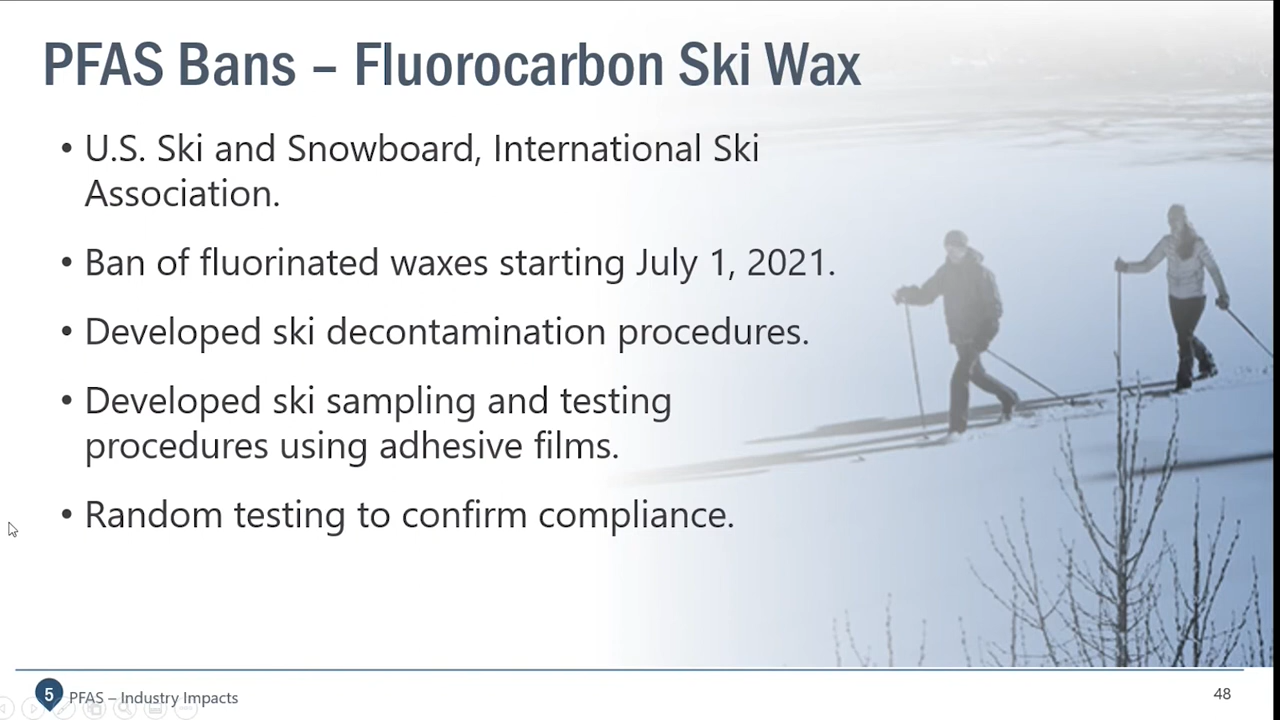 PFAS Bans – Fluorocarbon Ski Wax
• U.S. Ski and Snowboard, International Ski
Association.
• Ban of fluorinated waxes starting July 1, 2021.
• Developed ski decontamination procedures.
• Developed ski sampling and testing
procedures using adhesive films.
• Random testing to confirm compliance.
5 PFAS – Industry Impacts
48